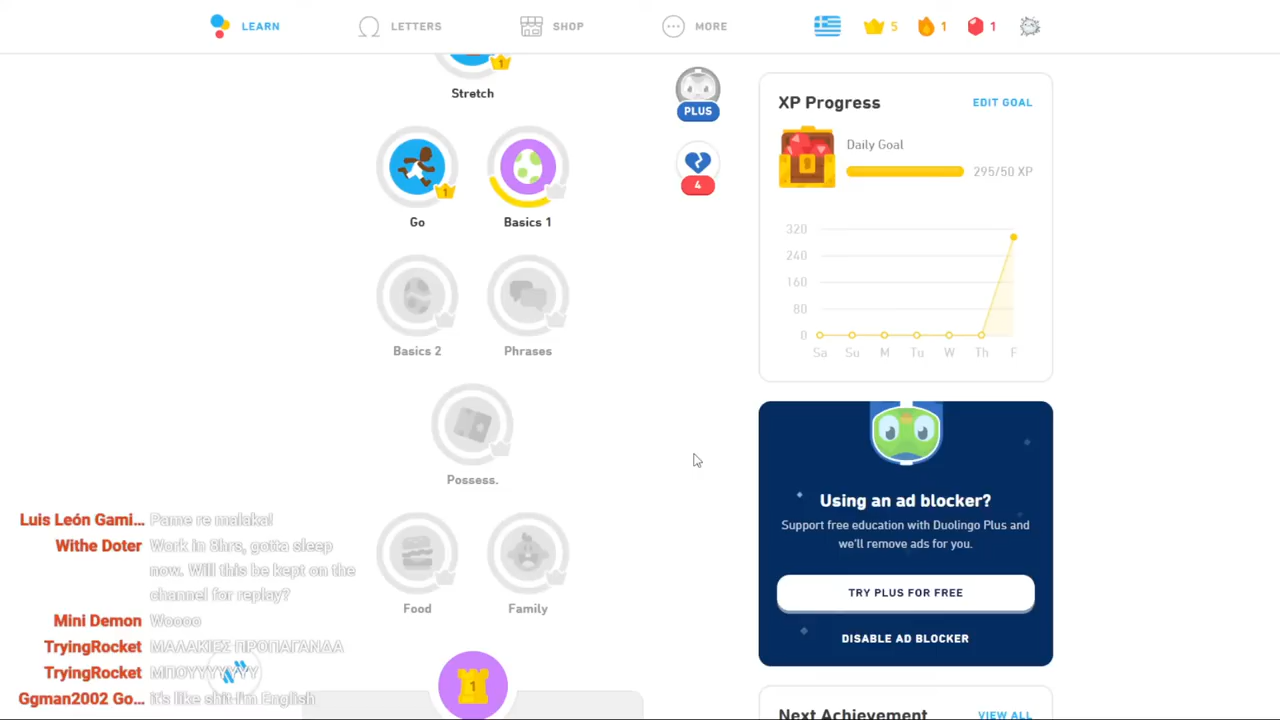 LEARN
LETTERS
SHOP
MORE
5
1
1
1
Stretch
PLUS
4
1
Go
Basics 1
Basics 2
Phrases
Possess.
Food
Family
1
XP Progress
EDIT GOAL
Daily Goal
295/50 XP
320
240
160
80
0
Sa Su M Tu W Th F
Using an ad blocker?
Support free education with Duolingo Plus and
we'll remove ads for you.
TRY PLUS FOR FREE
DISABLE AD BLOCKER
Next Achievement
VIEW ALL
Luis León Gami... Pame re malaka!
Withe Doter Work in 8hrs, gotta sleep
now. Will this be kept on the
channel for replay?
Mini Demon Woooo
TryingRocket ΜΑΛΑΚΙΕΣ ΠΡΟΠΑΓΑΝΔΑ
TryingRocket ΜΠΟΥΥΥΥΥΥΥ
Ggman2002 Go... it's like shit-I'm English